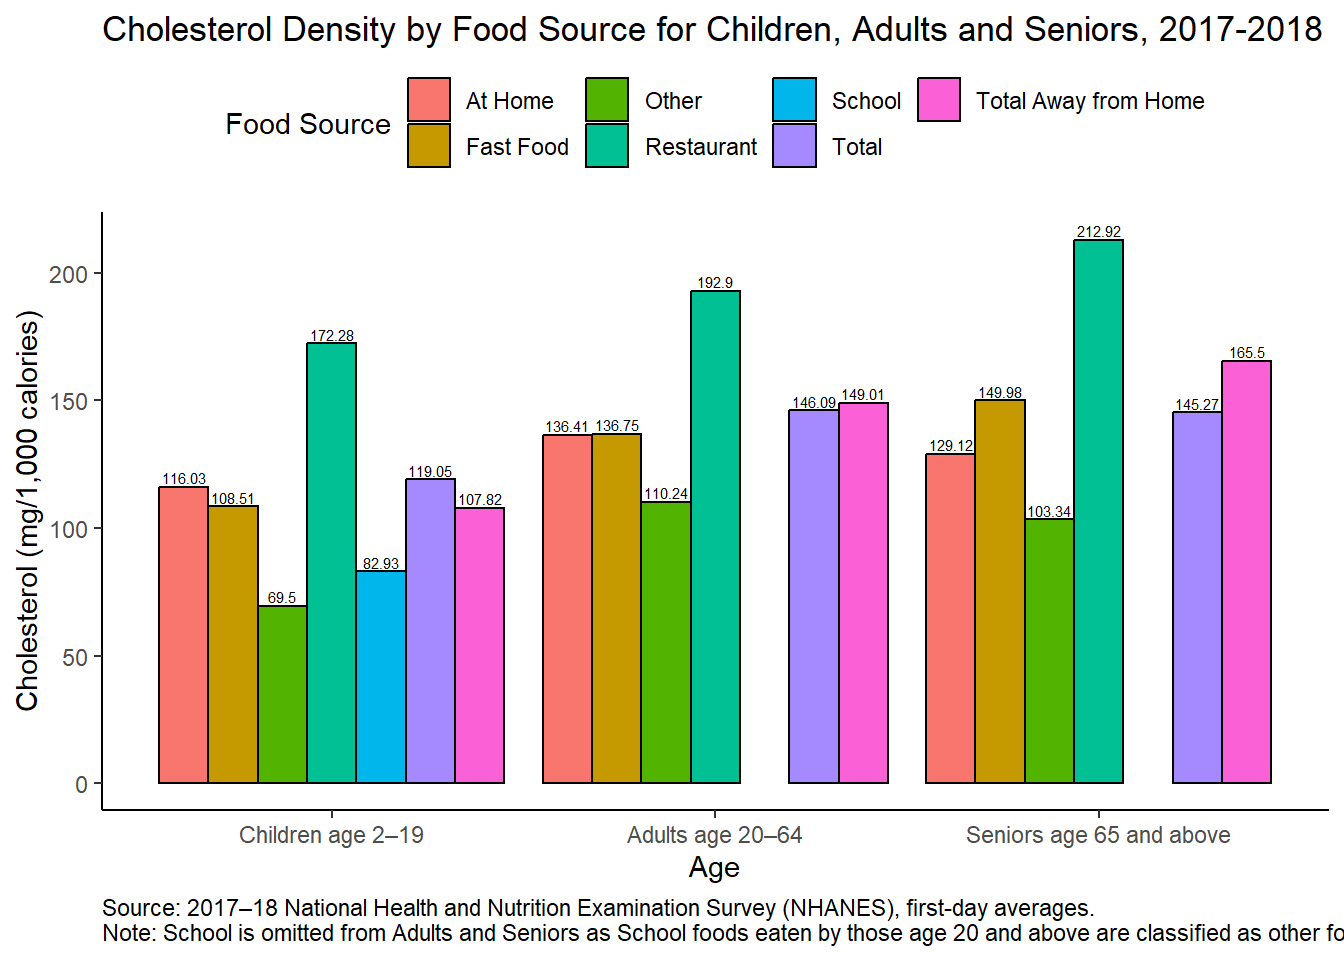 Cholesterol Density by Food Source for Children, Adults and Seniors, 2017-2018
Food Source
At Home
Other
School
Total Away from Home
Fast Food
Restaurant
Total
Cholesterol (mg/1,000 calories)
200
150
100
50
0
116.03
108.51
69.5
172.28
82.93
119.05
107.82
136.41
136.75
110.24
192.9
146.09
149.01
129.12
149.98
103.34
212.92
145.27
165.5
Children age 2–19
Adults age 20–64
Seniors age 65 and above
Age
Source: 2017–18 National Health and Nutrition Examination Survey (NHANES), first-day averages.
Note: School is omitted from Adults and Seniors as School foods eaten by those age 20 and above are classified as other fo